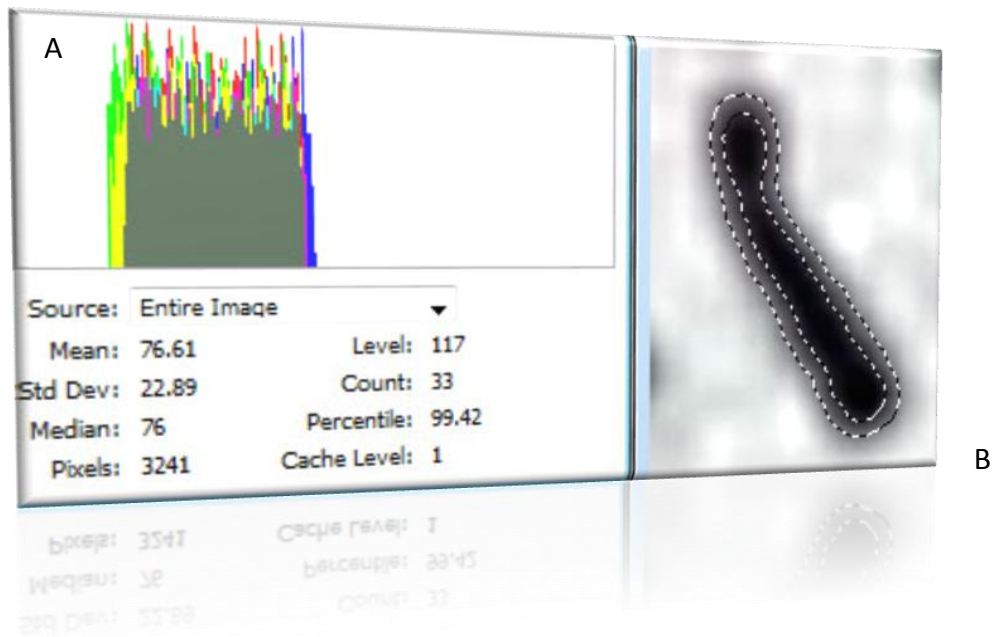 A
Source: Entire Image
Mean: 76.61 Level: 117
Std Dev: 22.89 Count: 33
Median: 76 Percentile: 99.42
Pixels: 3241 Cache Level: 1
B